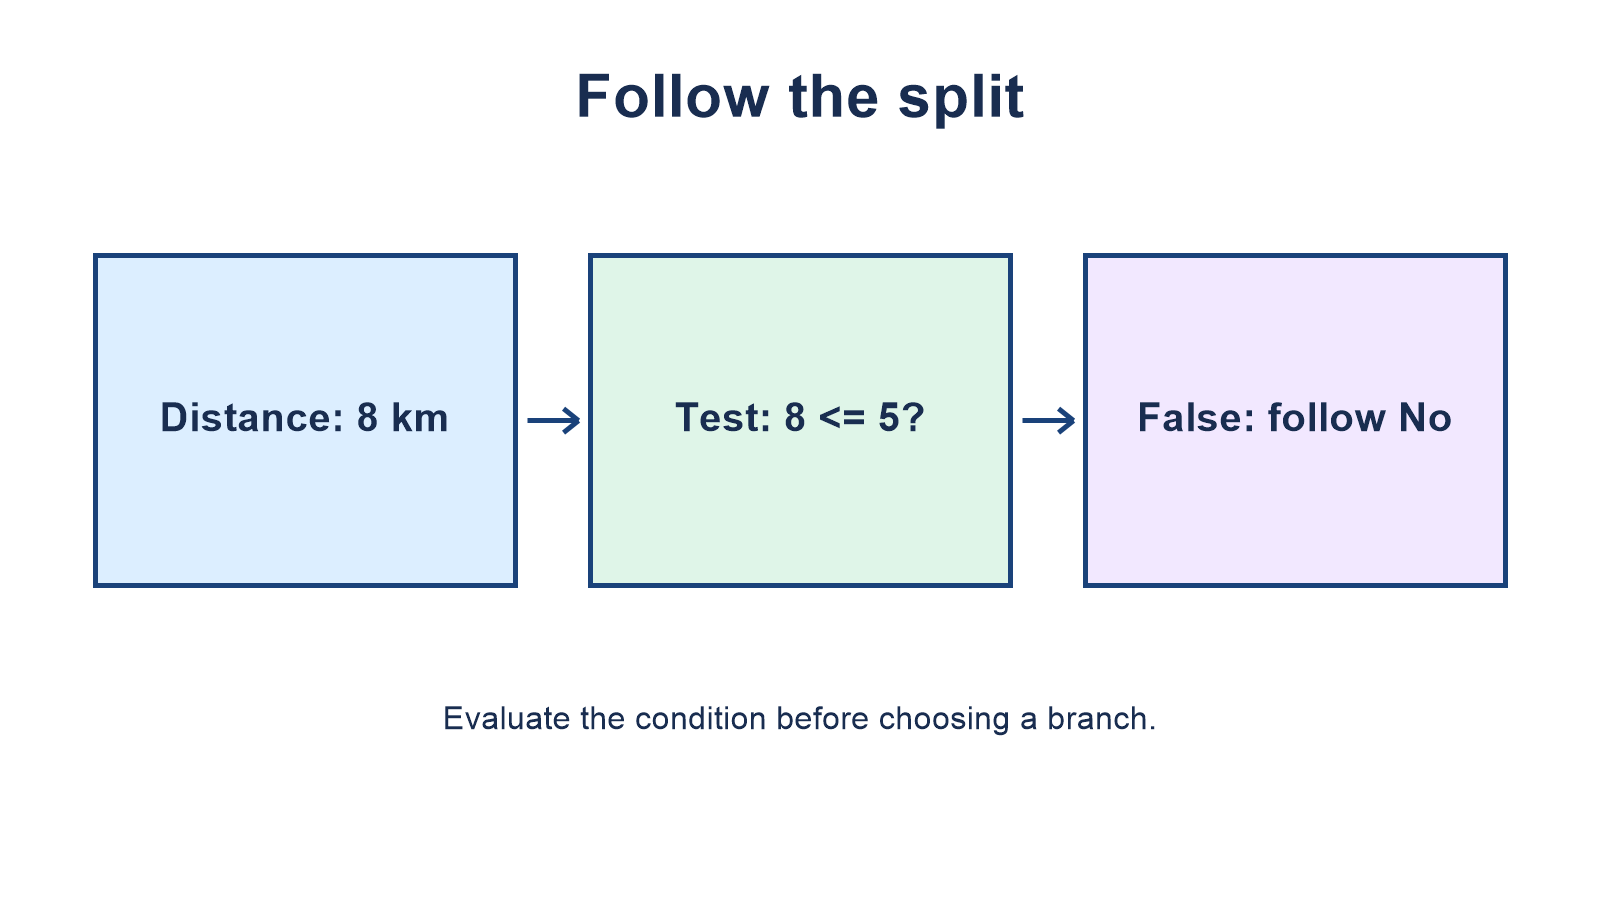 Follow the split
Distance: 8 km
Test: 8 <= 5?
False: follow No
Evaluate the condition before choosing a branch.